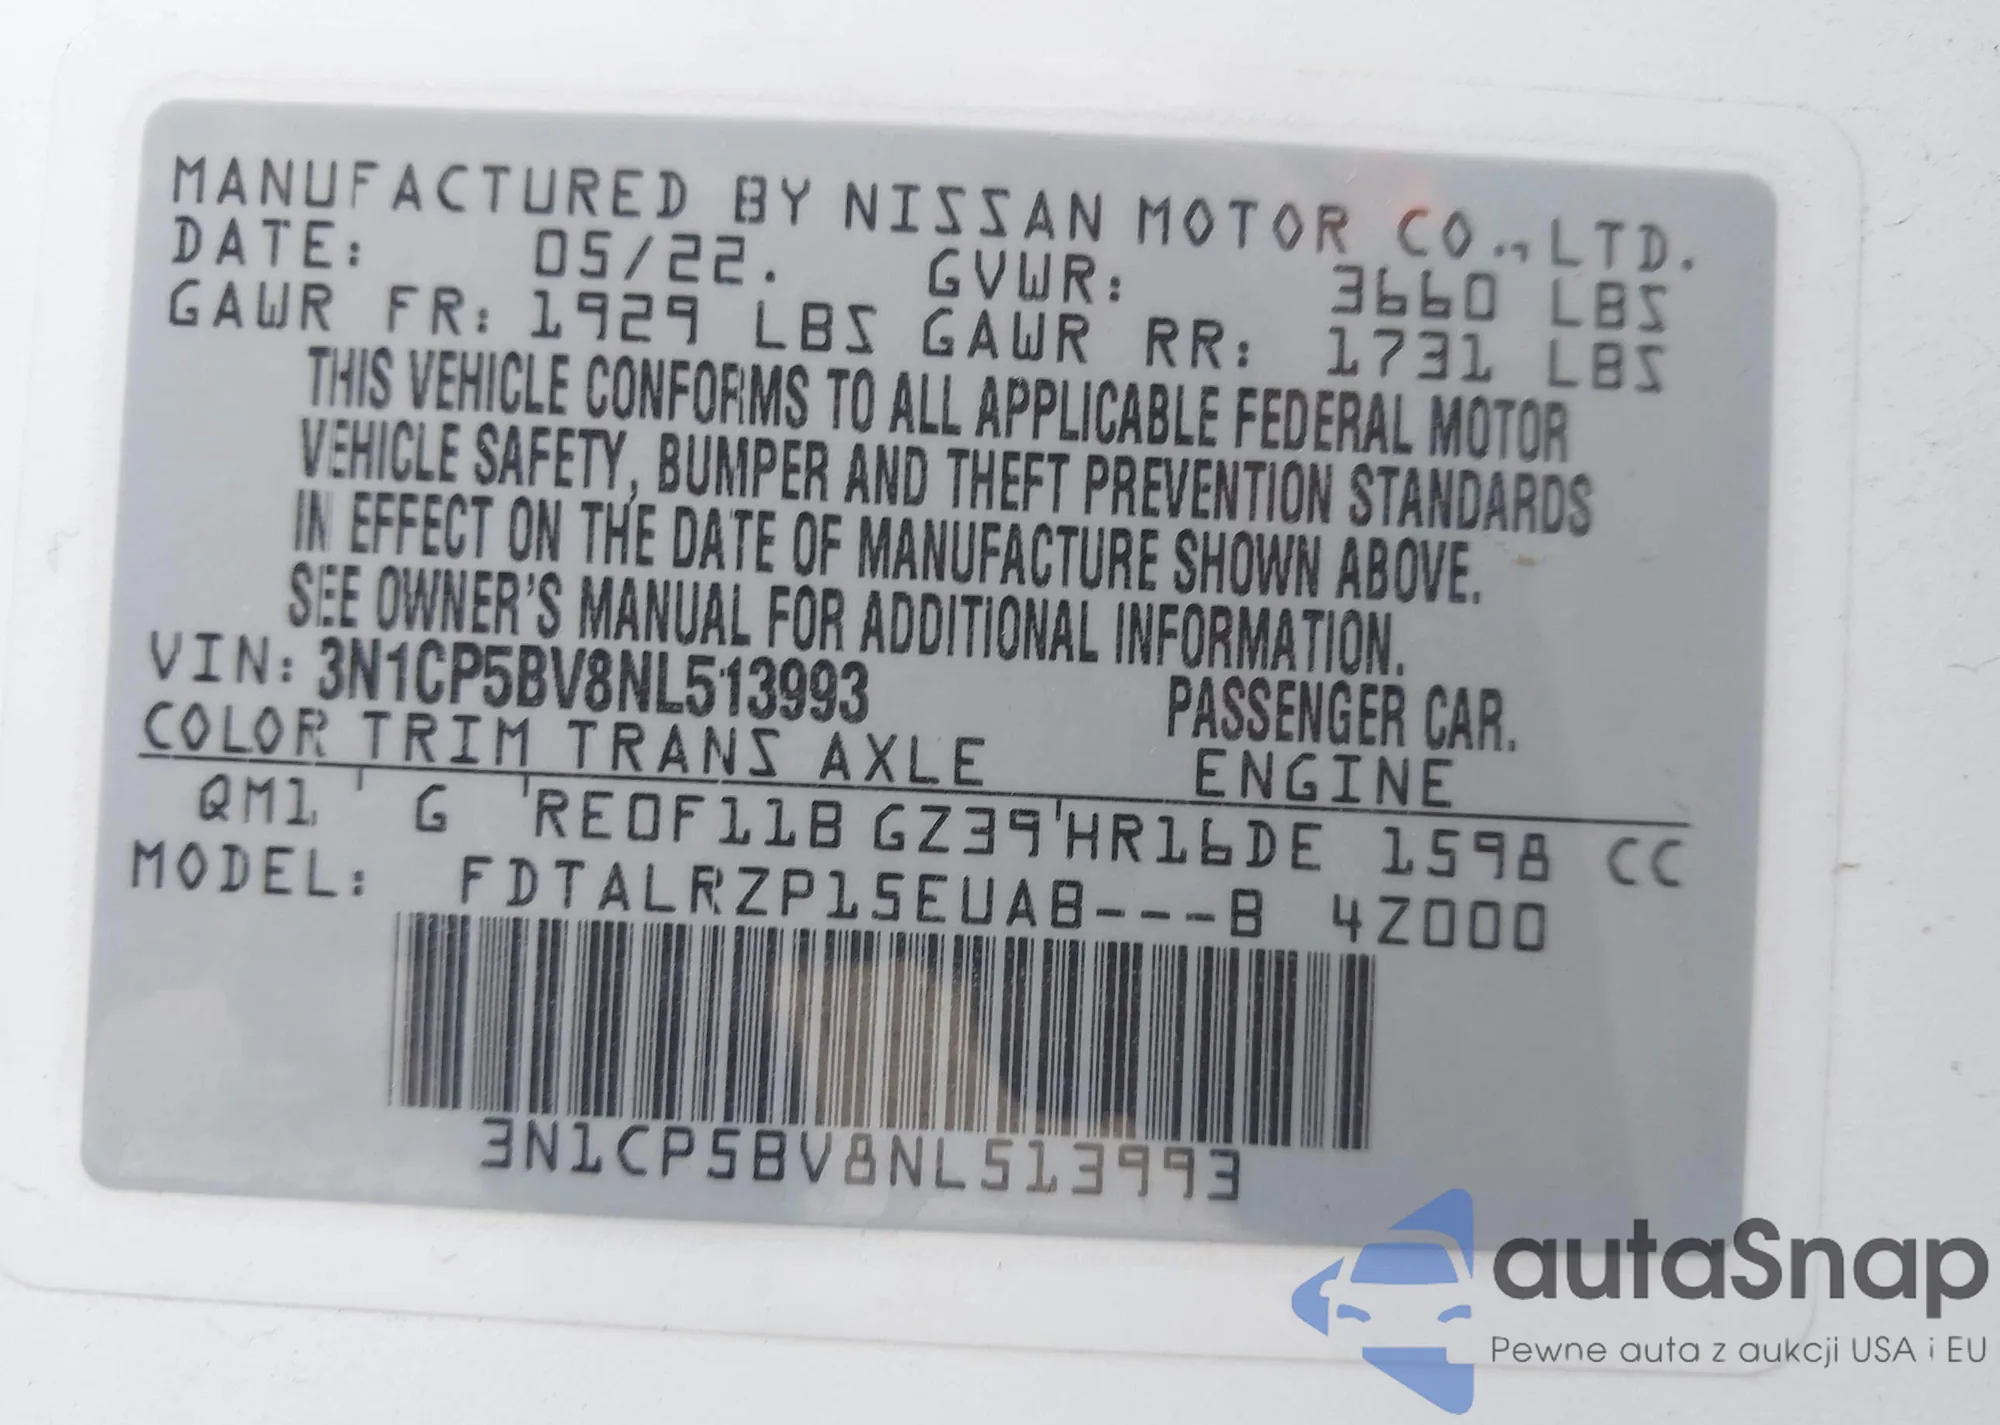 MANUFACTURED BY NISSAN MOTOR CO.,LTD.
DATE: 05/22. GVWR: 3660 LBS
GAWR FR: 1929 LBS GAWR RR: 1731 LBS
THIS VEHICLE CONFORMS TO ALL APPLICABLE FEDERAL MOTOR
VEHICLE SAFETY, BUMPER AND THEFT PREVENTION STANDARDS
IN EFFECT ON THE DATE OF MANUFACTURE SHOWN ABOVE.
SEE OWNER'S MANUAL FOR ADDITIONAL INFORMATION.
VIN: 3N1CP5BV8NL513993 PASSENGER CAR.
COLOR TRIM TRANS AXLE ENGINE
QM1 ' G 'RE0F11B GZ39'HR16DE 1598 CC
MODEL: FDTALRZP15EUAB---B 4Z000
3N1CP5BV8NL513993
autaSnap
Pewne auta z aukcji USA i EU